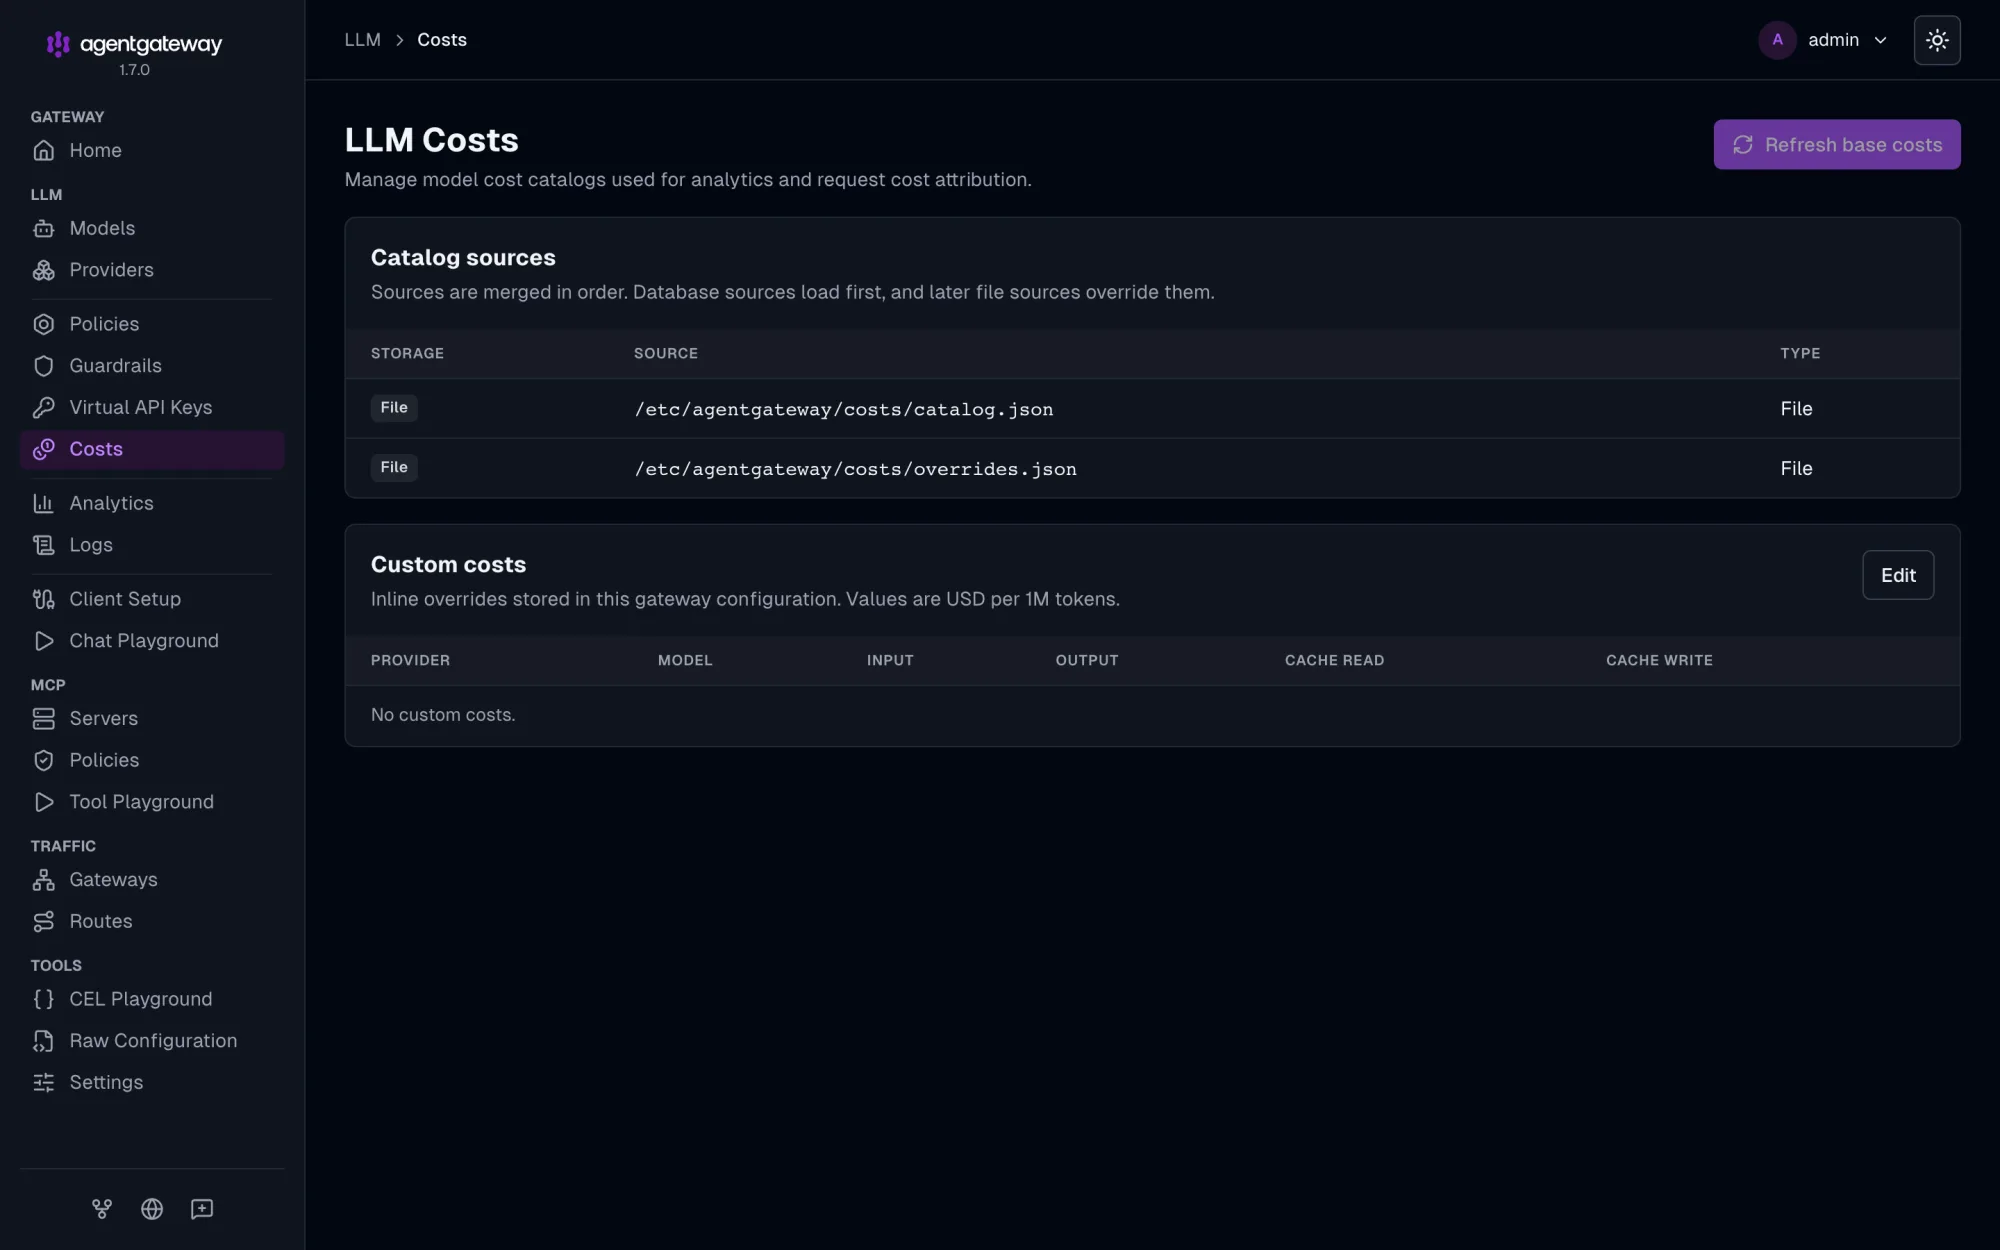 agentgateway
1.7.0
GATEWAY
Home
LLM
Models
Providers
Policies
Guardrails
Virtual API Keys
Costs
Analytics
Logs
Client Setup
Chat Playground
MCP
Servers
Policies
Tool Playground
TRAFFIC
Gateways
Routes
TOOLS
CEL Playground
Raw Configuration
Settings
LLM > Costs
A admin
LLM Costs
Manage model cost catalogs used for analytics and request cost attribution.
Refresh base costs
Catalog sources
Sources are merged in order. Database sources load first, and later file sources override them.
STORAGE SOURCE TYPE
File /etc/agentgateway/costs/catalog.json File
File /etc/agentgateway/costs/overrides.json File
Custom costs
Inline overrides stored in this gateway configuration. Values are USD per 1M tokens.
Edit
PROVIDER MODEL INPUT OUTPUT CACHE READ CACHE WRITE
No custom costs.